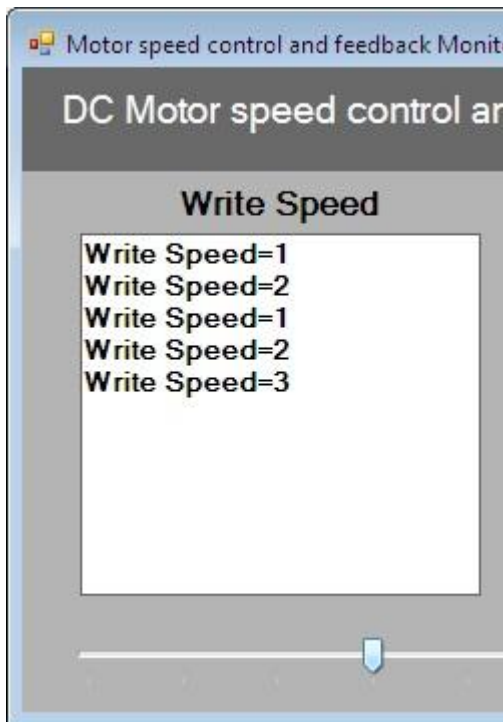 Motor speed control and feedback Monit
DC Motor speed control ar
Write Speed
Write Speed=1
Write Speed=2
Write Speed=1
Write Speed=2
Write Speed=3